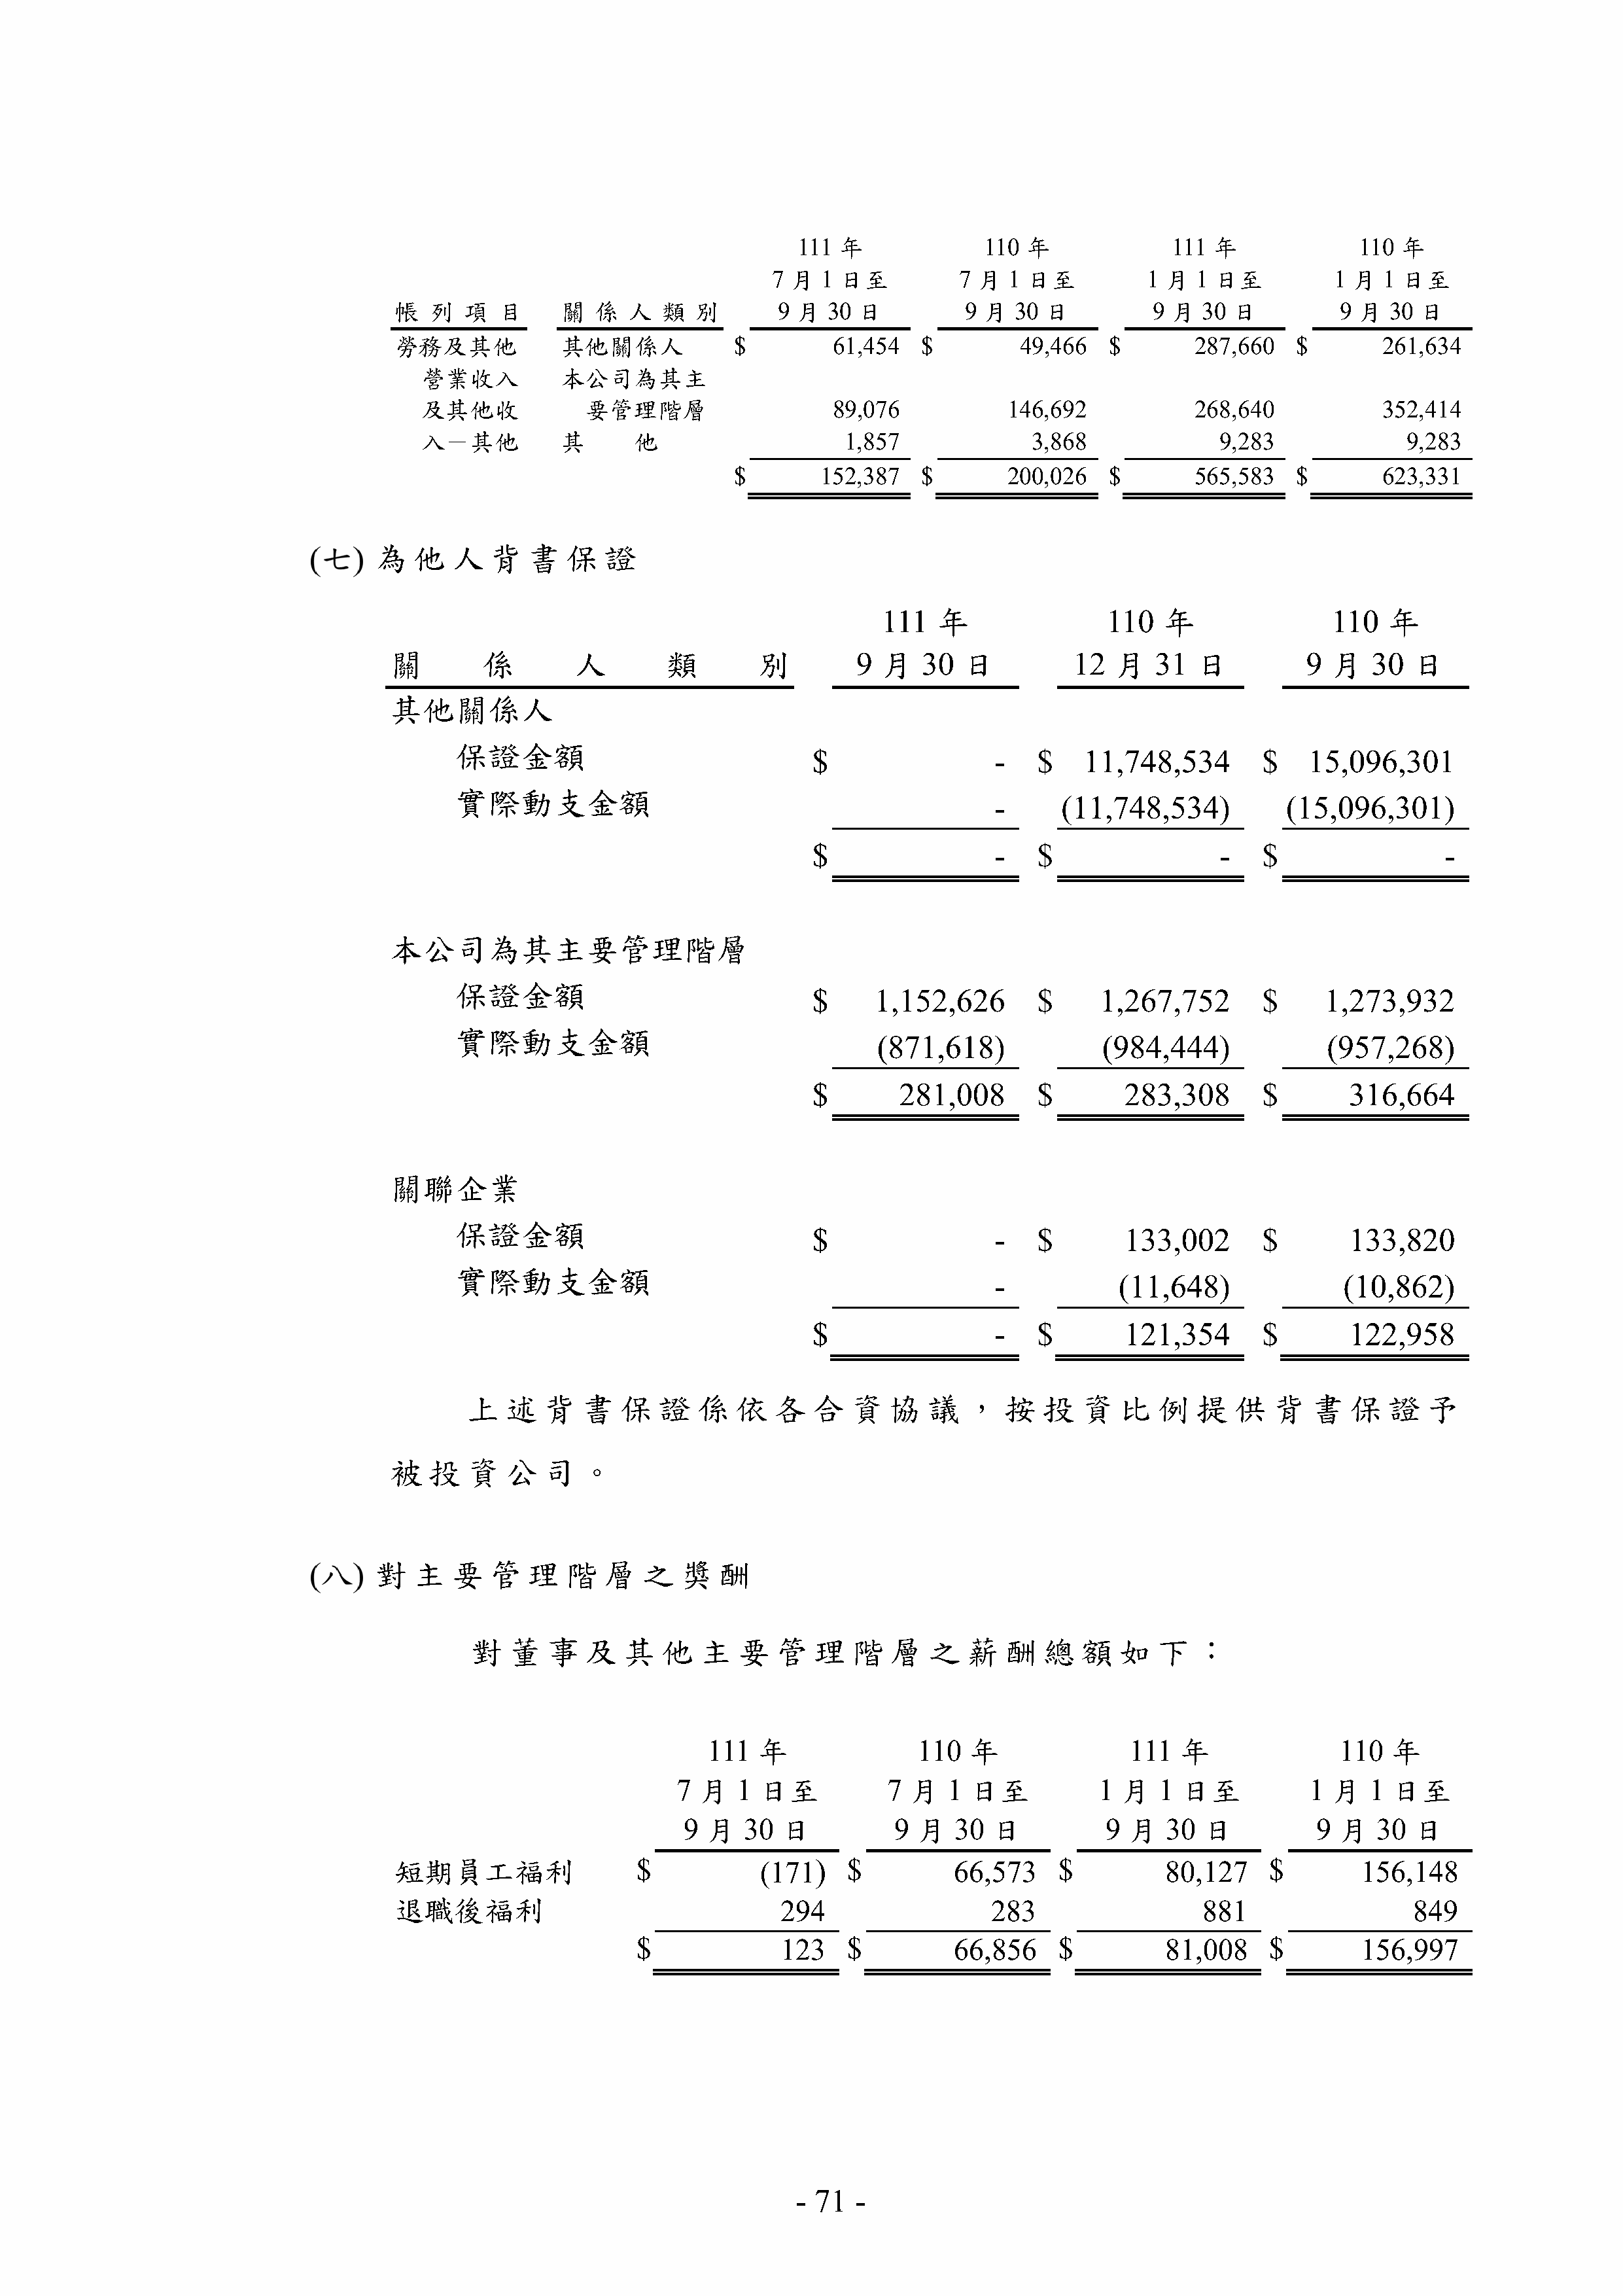 111 年 110 年 111 年 110 年
7 月 1 日至 7 月 1 日至 1 月 1 日至 1 月 1 日至
帳 列 項 目 關 係 人 類 別 9 月 30 日 9 月 30 日 9 月 30 日 9 月 30 日
勞務及其他 其他關係人 $ 61,454 $ 49,466 $ 287,660 $ 261,634
營業收入 本公司為其主
及其他收 要管理階層 89,076 146,692 268,640 352,414
入－其他 其 他 1,857 3,868 9,283 9,283
$ 152,387 $ 200,026 $ 565,583 $ 623,331
(七) 為他人背書保證
111 年 110 年 110 年
關 係 人 類 別 9 月 30 日 12 月 31 日 9 月 30 日
其他關係人
保證金額 $ - $ 11,748,534 $ 15,096,301
實際動支金額 - (11,748,534) (15,096,301)
$ - $ - $ -
本公司為其主要管理階層
保證金額 $ 1,152,626 $ 1,267,752 $ 1,273,932
實際動支金額 (871,618) (984,444) (957,268)
$ 281,008 $ 283,308 $ 316,664
關聯企業
保證金額 $ - $ 133,002 $ 133,820
實際動支金額 - (11,648) (10,862)
$ - $ 121,354 $ 122,958
上述背書保證係依各合資協議，按投資比例提供背書保證予
被投資公司。
(八) 對主要管理階層之獎酬
對董事及其他主要管理階層之薪酬總額如下：
111 年 110 年 111 年 110 年
7 月 1 日至 7 月 1 日至 1 月 1 日至 1 月 1 日至
9 月 30 日 9 月 30 日 9 月 30 日 9 月 30 日
短期員工福利 $ (171) $ 66,573 $ 80,127 $ 156,148
退職後福利 294 283 881 849
$ 123 $ 66,856 $ 81,008 $ 156,997
- 71 -